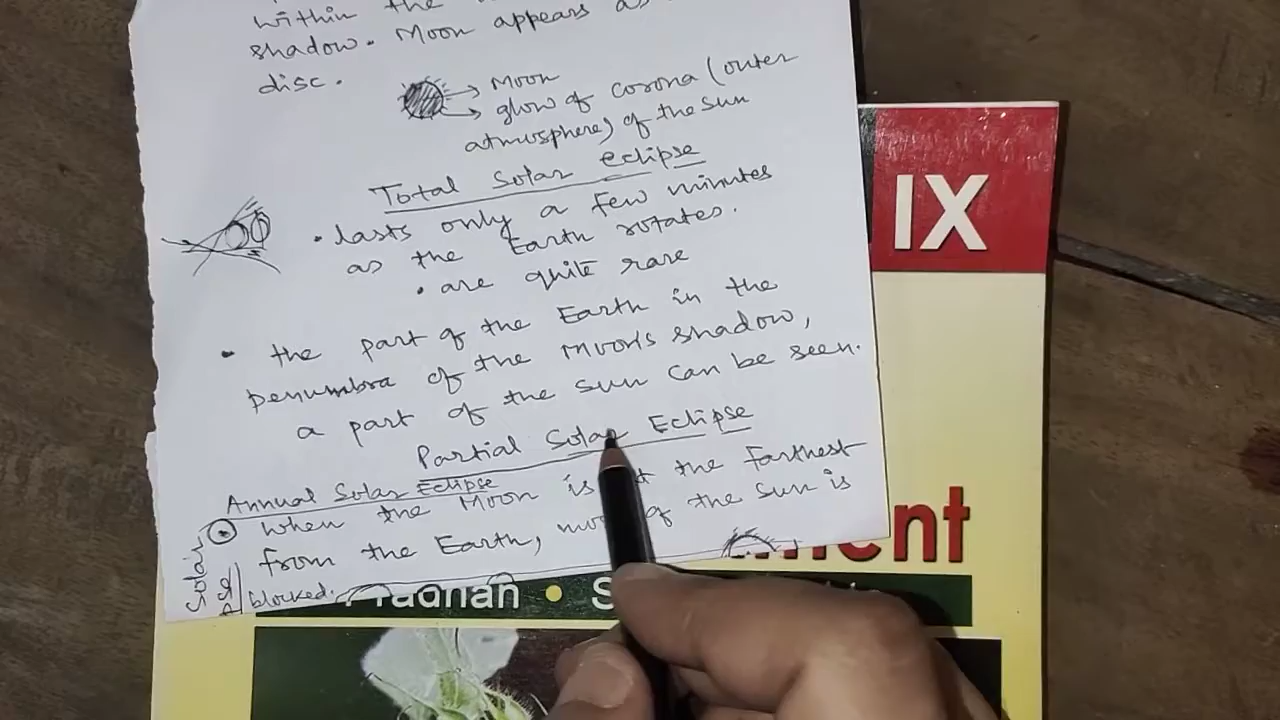 within the
shadow. Moon appears as
disc.
Moon
glow of corona (outer
atmosphere) of the sun
Total Solar eclipse
• lasts only a few minutes
as the Earth rotates.
• are quite rare
• the part of the Earth in the
penumbra of the Moon's shadow,
a part of the sun can be seen.
Partial Solar Eclipse
Annual Solar Eclipse
when the Moon is the farthest
from the Earth, of the Sun is
blocked.
Solar
IX
Pradhan • S